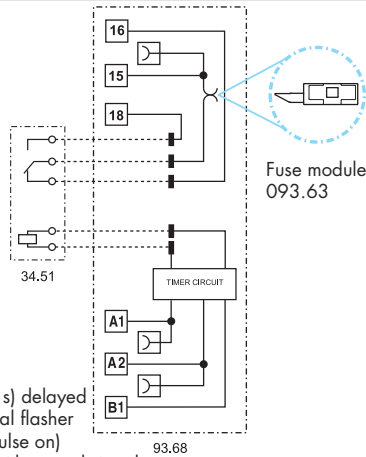 16
15
18
Fuse module
093.63
34.51
TIMER CIRCUIT
A1
A2
B1
s) delayed
al flasher
ulse on)
93.68